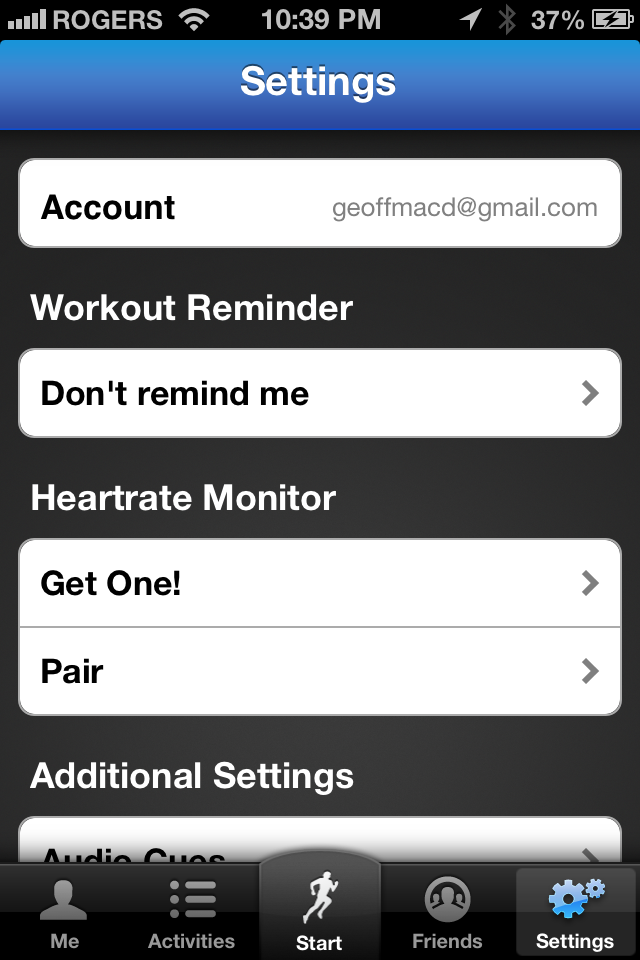 ROGERS 10:39 PM 37%
Settings
Account geoffmacd@gmail.com
Workout Reminder
Don't remind me
Heartrate Monitor
Get One!
Pair
Additional Settings
Audio Cues
Me Activities Start Friends Settings